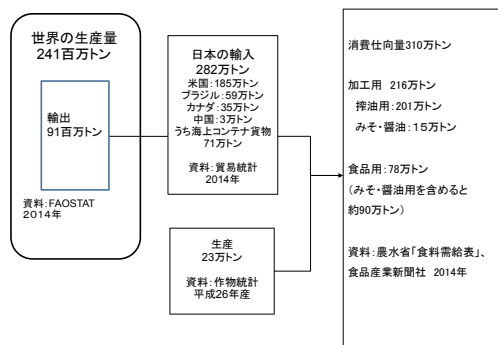 世界の生産量
241百万トン
輸出
91百万トン
資料:FAOSTAT
2014年
日本の輸入
282万トン
米国:185万トン
ブラジル:59万トン
カナダ:35万トン
中国:3万トン
うち海上コンテナ貨物
71万トン
資料:貿易統計
2014年
生産
23万トン
資料:作物統計
平成26年産
消費仕向量310万トン
加工用 216万トン
搾油用:201万トン
みそ・醤油:15万トン
食品用:78万トン
(みそ・醤油用を含めると
約90万トン)
資料:農水省「食料需給表」、
食品産業新聞社 2014年